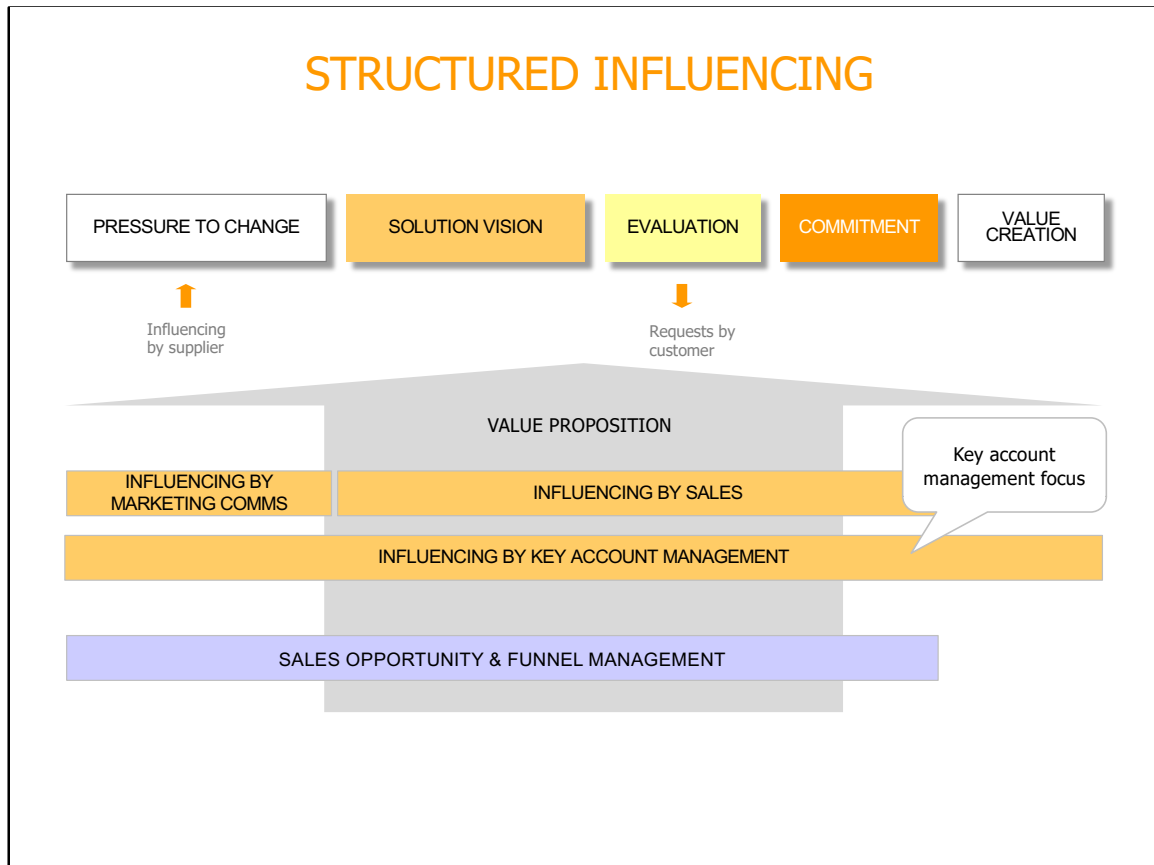 STRUCTURED INFLUENCING
PRESSURE TO CHANGE
SOLUTION VISION
EVALUATION
COMMITMENT
VALUE
CREATION
Influencing
by supplier
Requests by
customer
VALUE PROPOSITION
Key account
management focus
INFLUENCING BY
MARKETING COMMS
INFLUENCING BY SALES
INFLUENCING BY KEY ACCOUNT MANAGEMENT
SALES OPPORTUNITY & FUNNEL MANAGEMENT